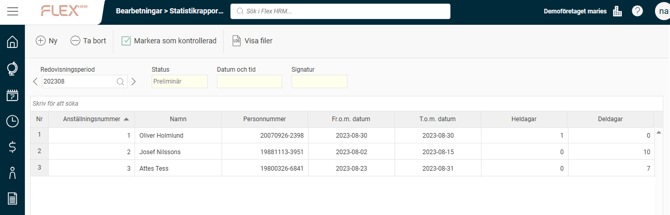 FLEX HRM Bearbetningar > Statistikrappor... Sök i Flex HRM... Demoföretaget maries ? na
Ny Ta bort Markera som kontrollerad Visa filer
Redovisningsperiod Status Datum och tid Signatur
202308 Preliminär
Skriv för att söka
Nr Anställningsnummer Namn Personnummer Fr.o.m. datum T.o.m. datum Heldagar Deldagar
1 1 Oliver Holmlund 20070926-2398 2023-08-30 2023-08-30 1 0
2 2 Josef Nilssons 19881113-3951 2023-08-02 2023-08-15 0 10
3 3 Attes Tess 19800326-6841 2023-08-23 2023-08-31 0 7